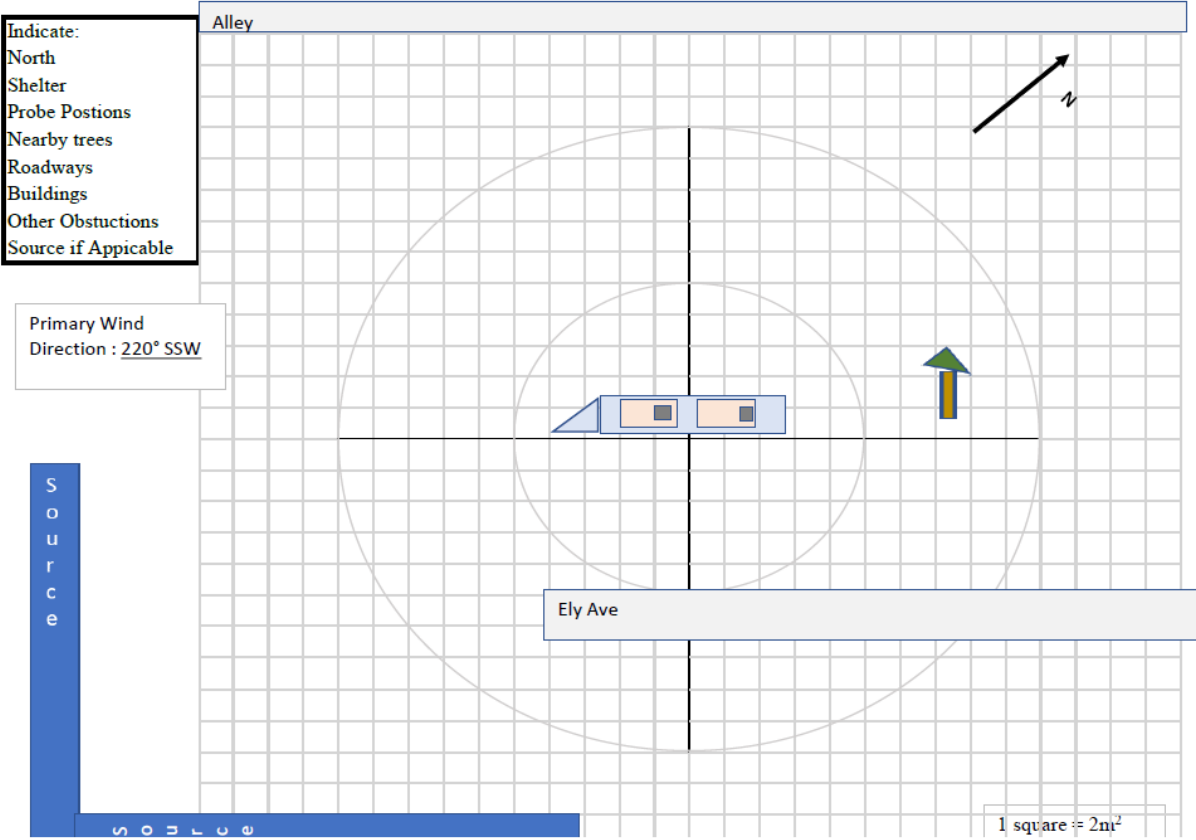 Alley
Indicate:
North
Shelter
Probe Postions
Nearby trees
Roadways
Buildings
Other Obstuctions
Source if Appicable
N
Primary Wind
Direction : 220° SSW
S
o
u
r
c
e
Ely Ave
Source
1 square = 2m²